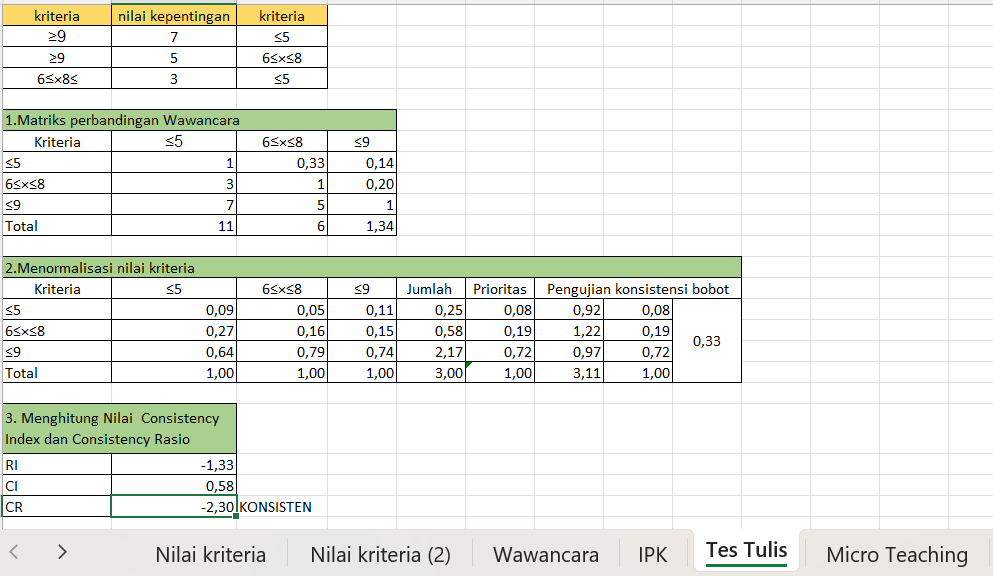 kriteria nilai kepentingan kriteria
≥9 7 ≤5
≥9 5 6≤×≤8
6≤×8≤ 3 ≤5
1.Matriks perbandingan Wawancara
Kriteria ≤5 6≤×≤8 ≤9
≤5 1 0,33 0,14
6≤×≤8 3 1 0,20
≤9 7 5 1
Total 11 6 1,34
2.Menormalisasi nilai kriteria
Kriteria ≤5 6≤×≤8 ≤9 Jumlah Prioritas Pengujian konsistensi bobot
≤5 0,09 0,05 0,11 0,25 0,08 0,92 0,08
6≤×≤8 0,27 0,16 0,15 0,58 0,19 1,22 0,19
0,33
≤9 0,64 0,79 0,74 2,17 0,72 0,97 0,72
Total 1,00 1,00 1,00 3,00 1,00 3,11 1,00
3. Menghitung Nilai Consistency
Index dan Consistency Rasio
RI -1,33
CI 0,58
CR -2,30 KONSISTEN
Nilai kriteria Nilai kriteria (2) Wawancara IPK Tes Tulis Micro Teaching